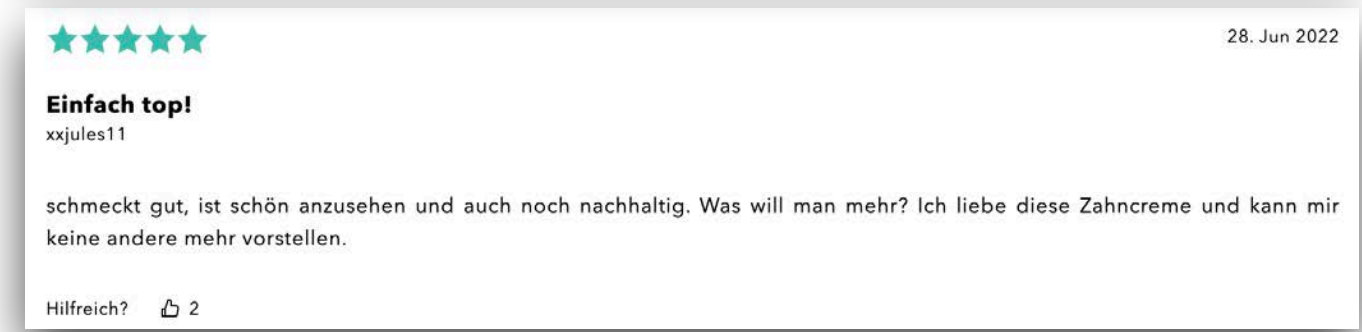 28. Jun 2022
Einfach top!
xxjules11
schmeckt gut, ist schön anzusehen und auch noch nachhaltig. Was will man mehr? Ich liebe diese Zahncreme und kann mir
keine andere mehr vorstellen.
Hilfreich? 2